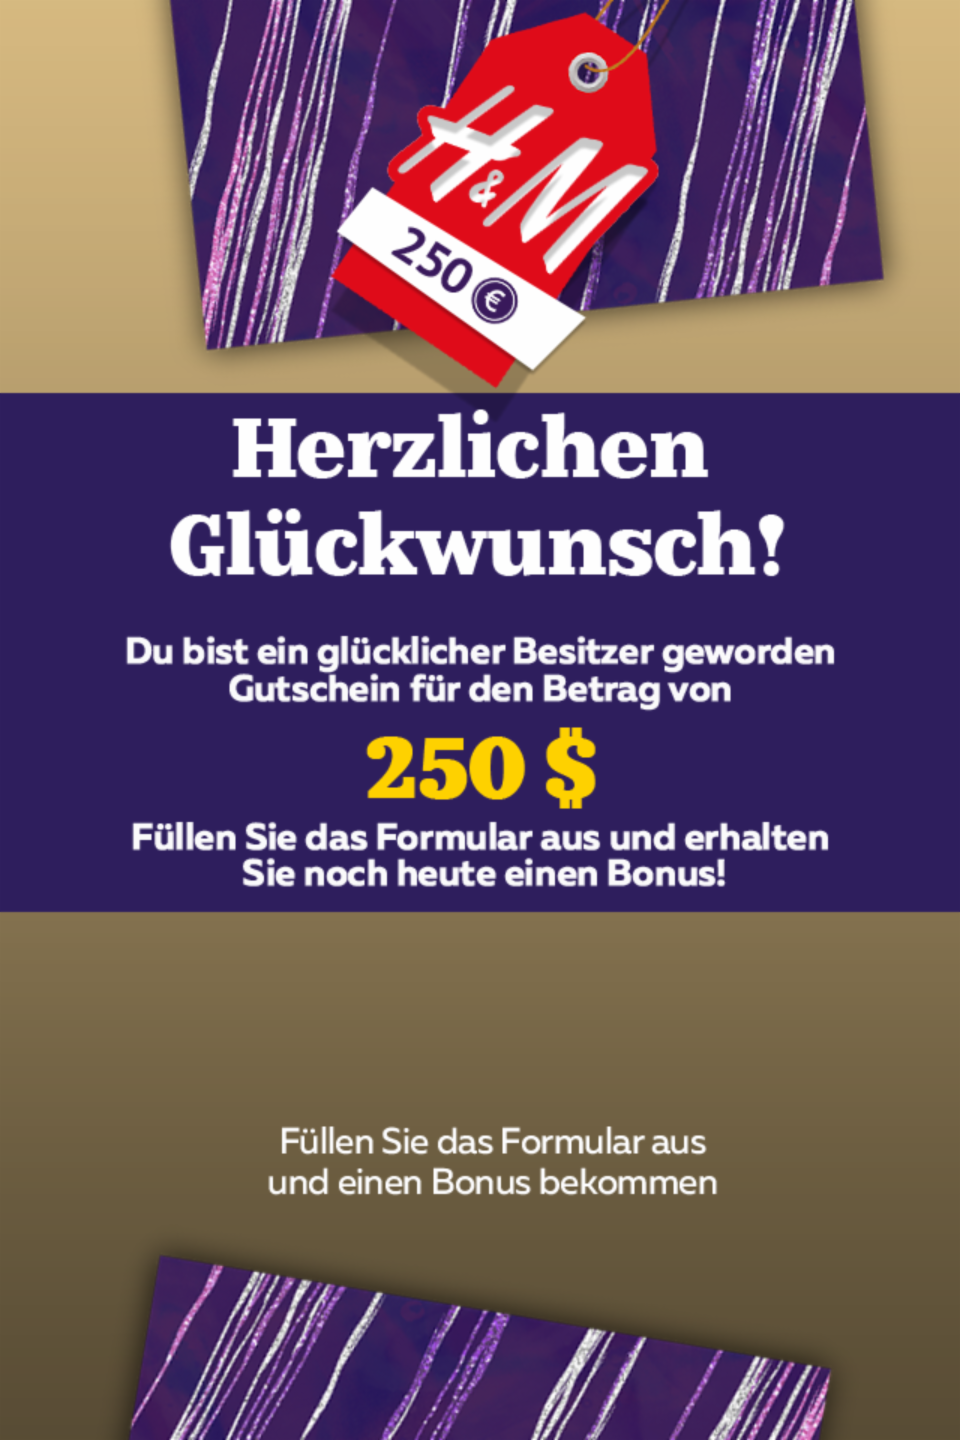 H&M
250 €
Herzlichen
Glückwunsch!
Du bist ein glücklicher Besitzer geworden
Gutschein für den Betrag von
250 $
Füllen Sie das Formular aus und erhalten
Sie noch heute einen Bonus!
Füllen Sie das Formular aus
und einen Bonus bekommen